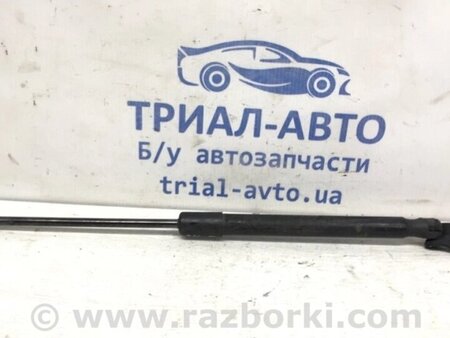 ТРИАЛ-АВТО
Б/у автозапчасти
trial-avto.ua
© www.razborki.com